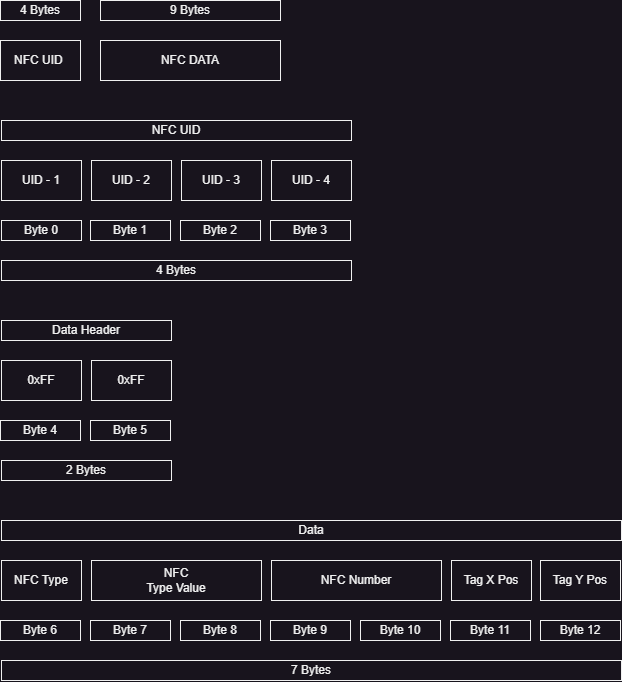 4 Bytes 9 Bytes
NFC UID NFC DATA
NFC UID
UID - 1 UID - 2 UID - 3 UID - 4
Byte 0 Byte 1 Byte 2 Byte 3
4 Bytes
Data Header
0xFF 0xFF
Byte 4 Byte 5
2 Bytes
Data
NFC Type NFC Type Value NFC Number Tag X Pos Tag Y Pos
Byte 6 Byte 7 Byte 8 Byte 9 Byte 10 Byte 11 Byte 12
7 Bytes